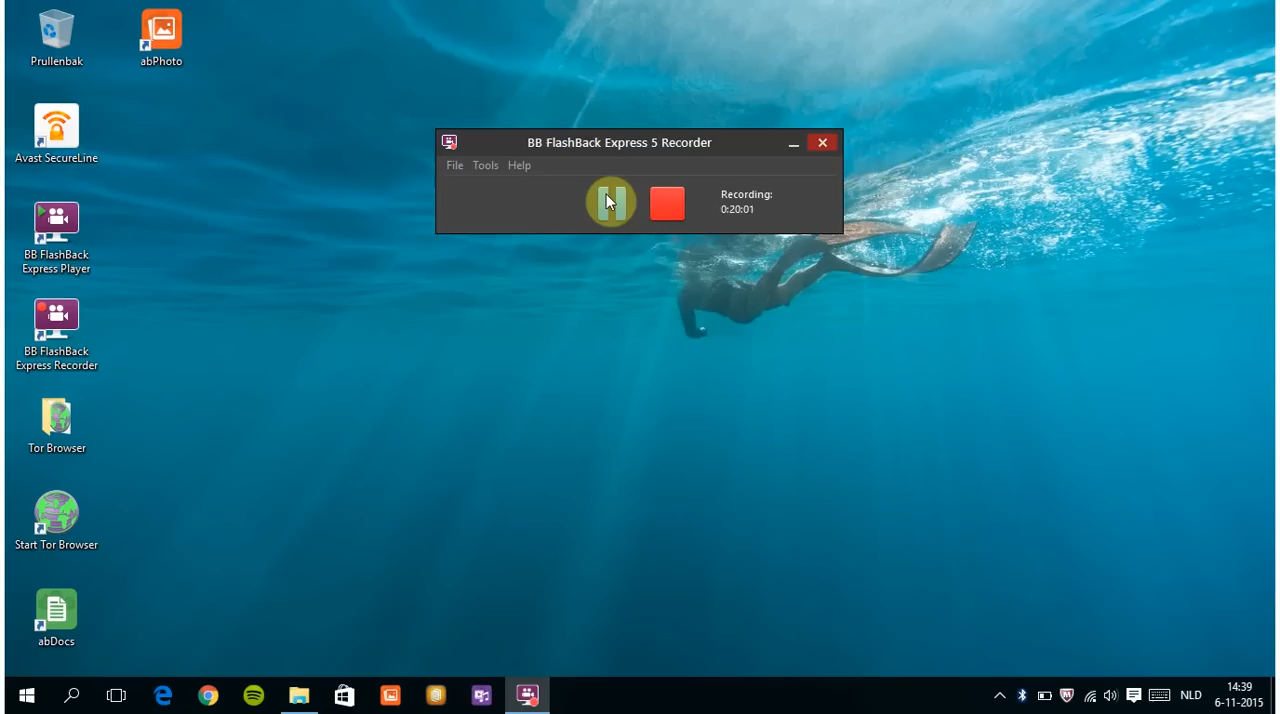 Prullenbak
abPhoto
Avast SecureLine
BB FlashBack
Express Player
BB FlashBack
Express Recorder
Tor Browser
Start Tor Browser
abDocs
BB FlashBack Express 5 Recorder
File Tools Help
Recording:
0:20:01
NLD
14:39
6-11-2015